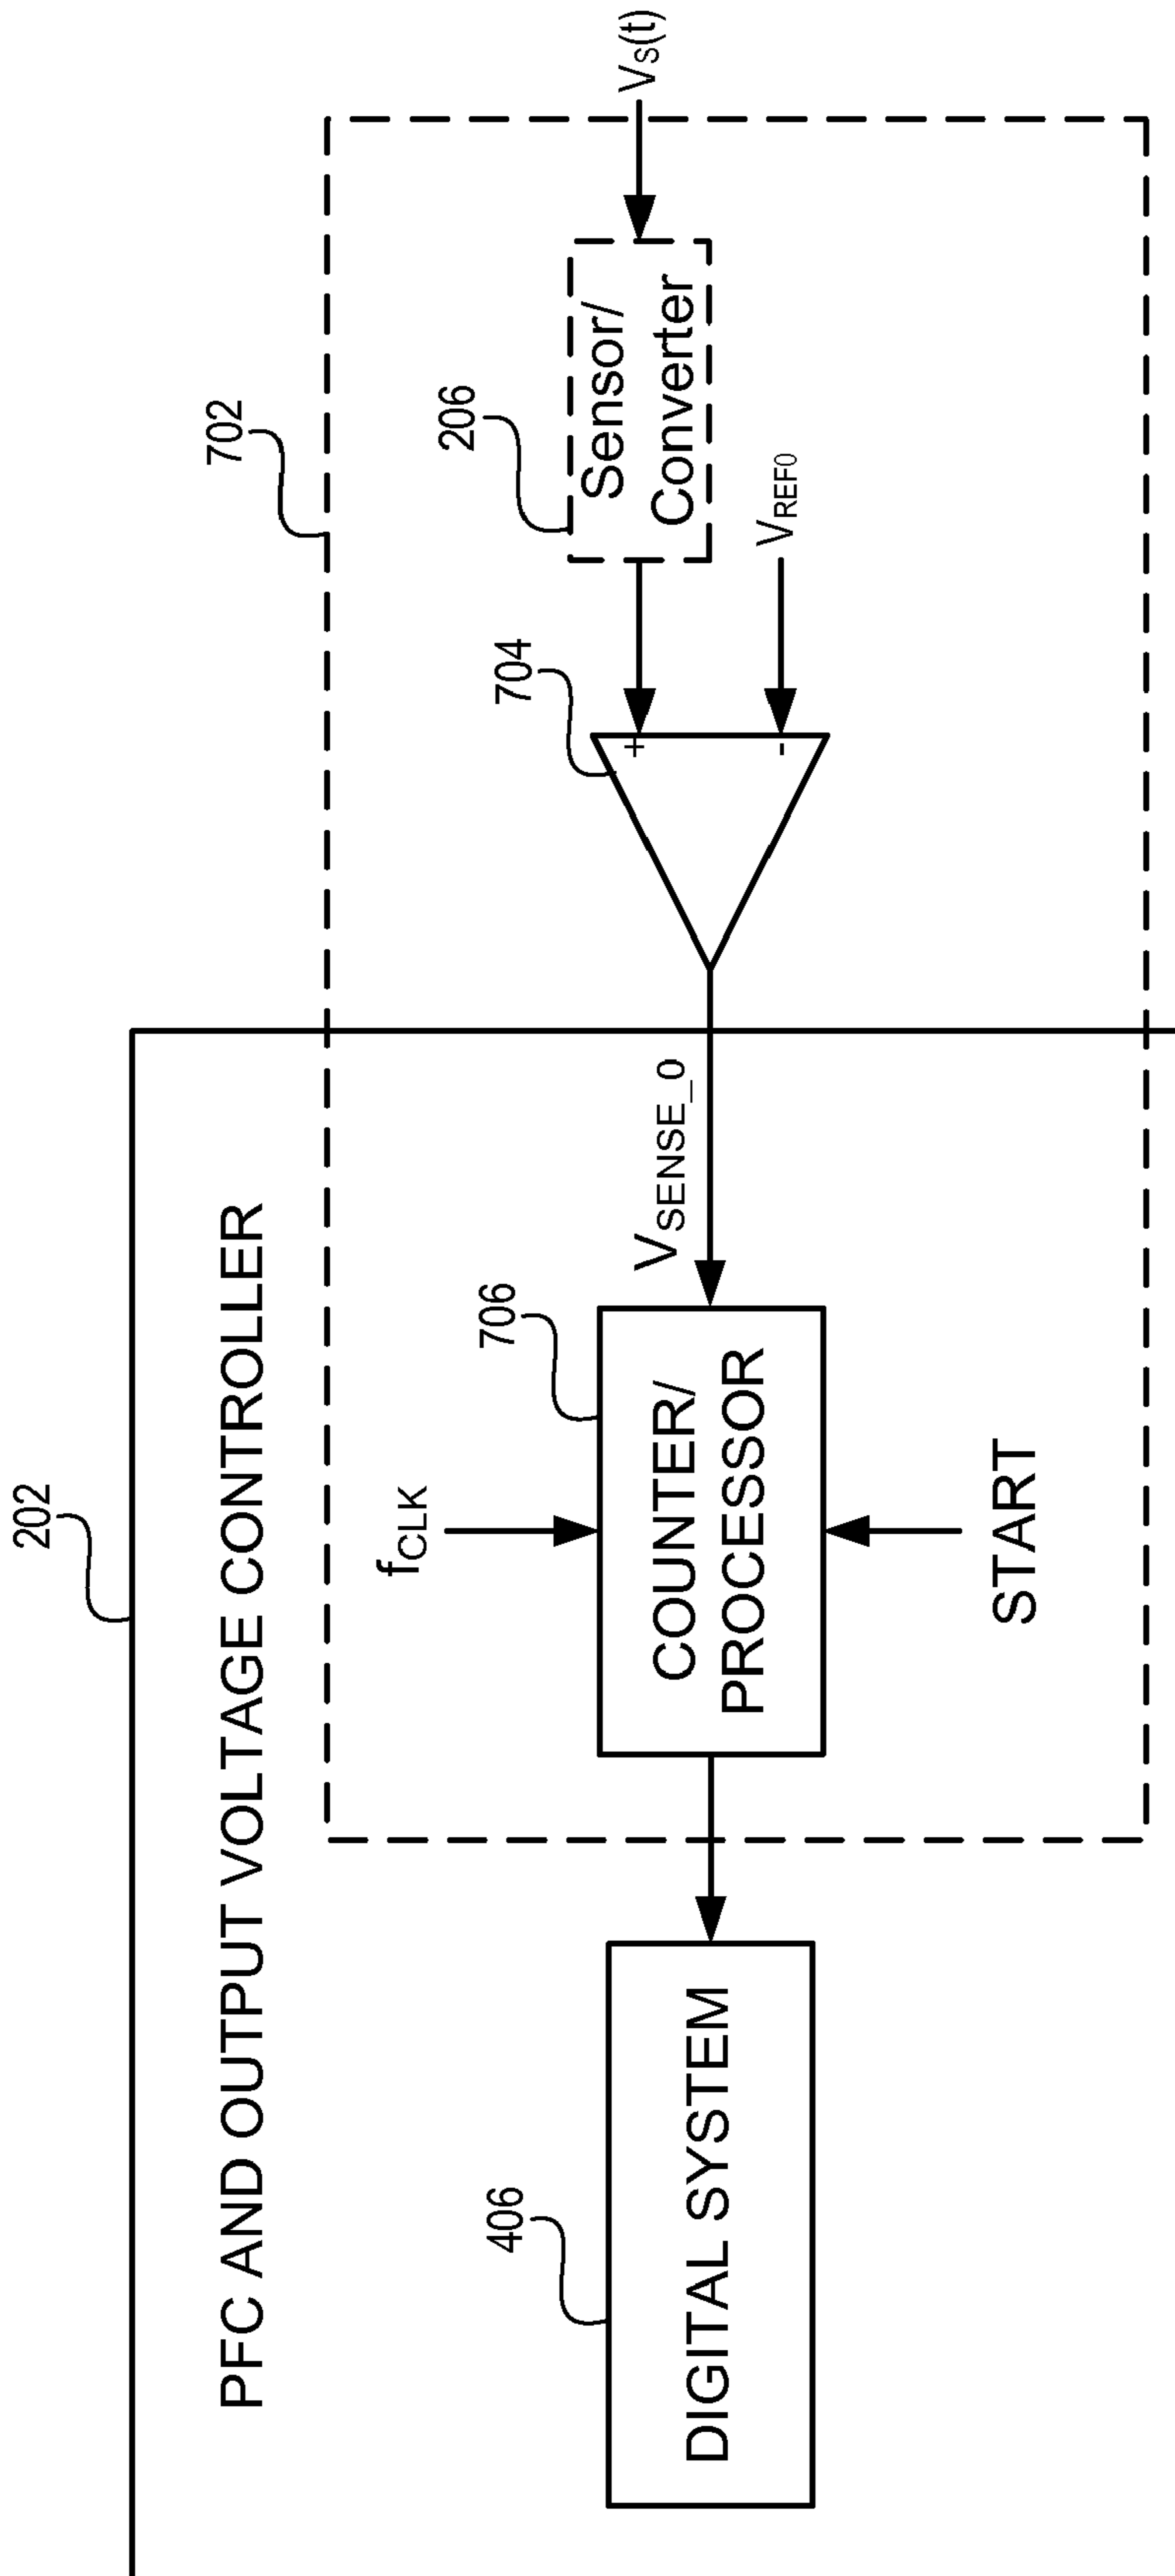 202
PFC AND OUTPUT VOLTAGE CONTROLLER
702
406
DIGITAL SYSTEM
fCLK
706
COUNTER/
PROCESSOR
START
VSENSE_0
704
+
-
206
Sensor/
Converter
VREF0
VS(t)